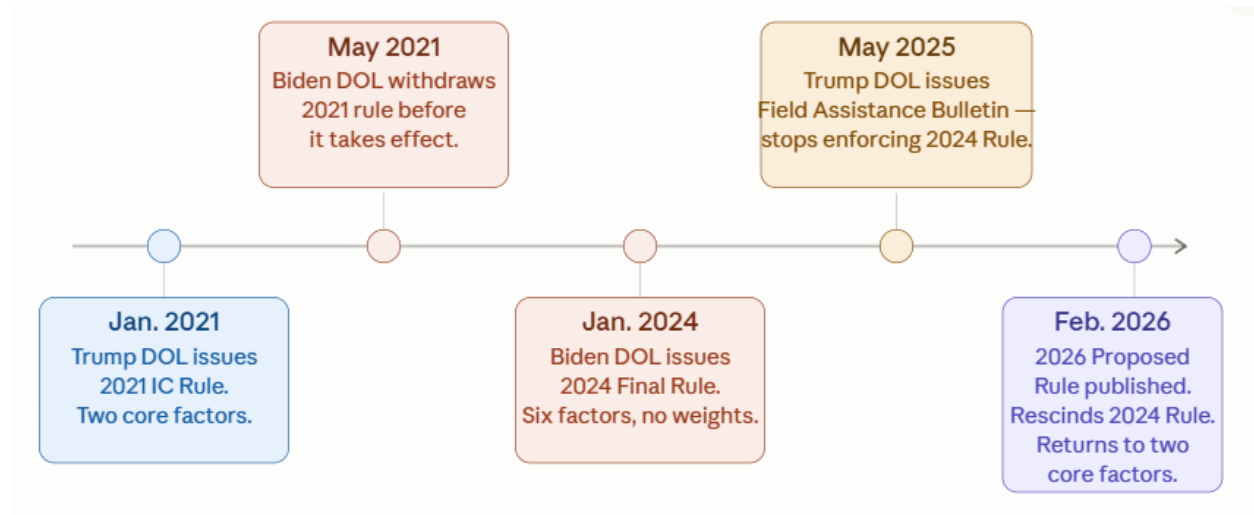 May 2021
Biden DOL withdraws
2021 rule before
it takes effect.
May 2025
Trump DOL issues
Field Assistance Bulletin —
stops enforcing 2024 Rule.
Jan. 2021
Trump DOL issues
2021 IC Rule.
Two core factors.
Jan. 2024
Biden DOL issues
2024 Final Rule.
Six factors, no weights.
Feb. 2026
2026 Proposed
Rule published.
Rescinds 2024 Rule.
Returns to two
core factors.